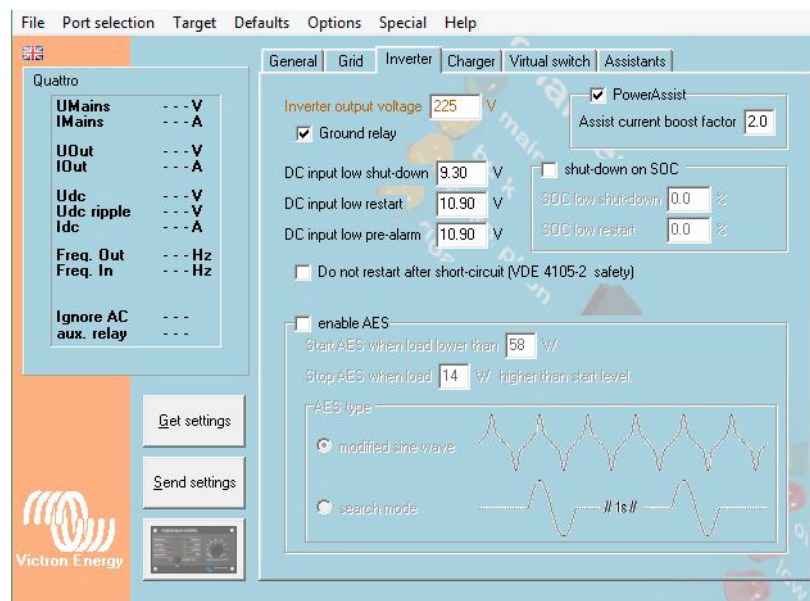 File Port selection Target Defaults Options Special Help
Quattro
UMains - - - V
IMains - - - A
UOut - - - V
IOut - - - A
Udc - - - V
Udc ripple - - - V
Idc - - - A
Freq. Out - - - Hz
Freq. In - - - Hz
Ignore AC - - -
aux. relay - - -
Get settings
Send settings
Victron Energy
General Grid Inverter Charger Virtual switch Assistants
Inverter output voltage 225 V
Ground relay
PowerAssist
Assist current boost factor 2.0
DC input low shut-down 9.30 V
DC input low restart 10.90 V
DC input low pre-alarm 10.90 V
shut-down on SOC
SOC low shut-down 0.0 %
SOC low restart 0.0 %
Do not restart after short-circuit (VDE 4105-2 safety)
enable AES
Start AES when load lower than 58 W
Stop AES when load 14 W higher than start level.
AES type
modified sine wave
search mode // 1s //